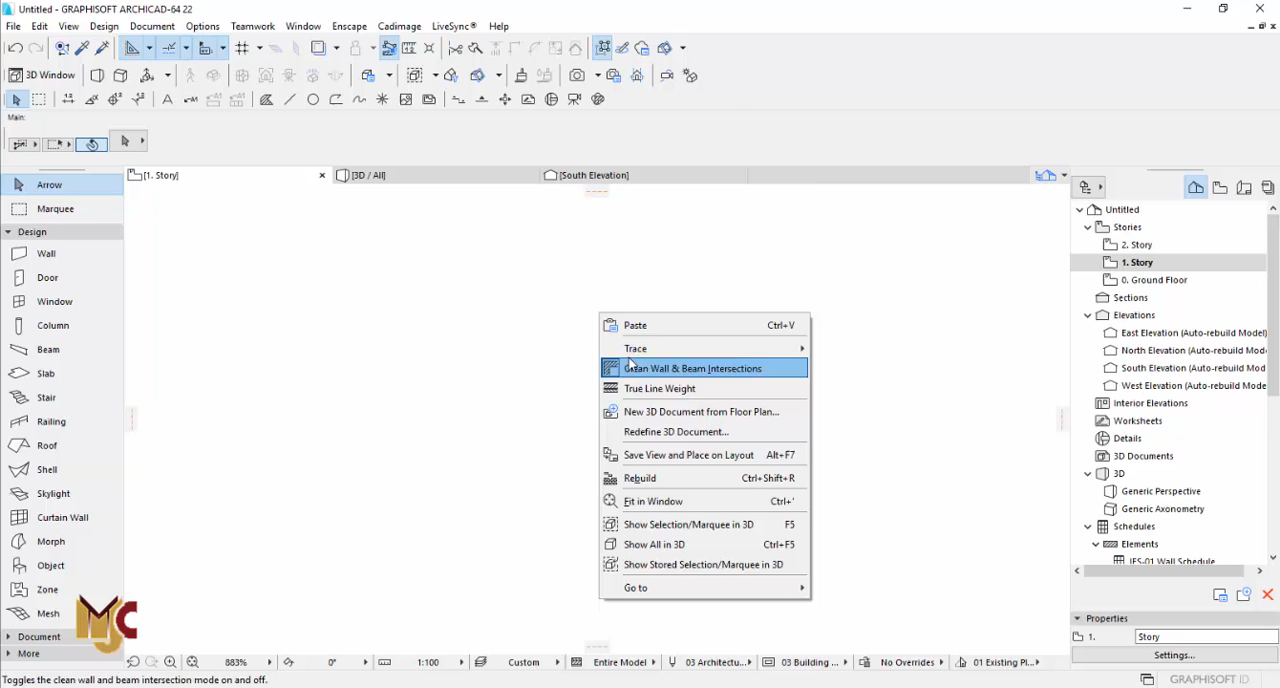 Untitled - GRAPHISOFT ARCHICAD-64 22
File Edit View Design Document Options Teamwork Window Enscape Cadimage LiveSync® Help
3D Window
Main:
[1. Story]
[3D / All]
[South Elevation]
Arrow
Marquee
Design
Wall
Door
Window
Column
Beam
Slab
Stair
Railing
Roof
Shell
Skylight
Curtain Wall
Morph
Object
Zone
Mesh
Document
More
MJC
Paste Ctrl+V
Trace
Clean Wall & Beam Intersections
True Line Weight
New 3D Document from Floor Plan...
Redefine 3D Document...
Save View and Place on Layout Alt+F7
Rebuild Ctrl+Shift+R
Fit in Window Ctrl+'
Show Selection/Marquee in 3D F5
Show All in 3D Ctrl+F5
Show Stored Selection/Marquee in 3D
Go to
Untitled
Stories
2. Story
1. Story
0. Ground Floor
Sections
Elevations
East Elevation (Auto-rebuild Model)
North Elevation (Auto-rebuild Mod
South Elevation (Auto-rebuild Mod
West Elevation (Auto-rebuild Mode
Interior Elevations
Worksheets
Details
3D Documents
3D
Generic Perspective
Generic Axonometry
Schedules
Elements
IES-01 Wall Schedule
Properties
1. Story
Settings...
883% 0° 1:100 Custom Entire Model 03 Architectu... 03 Building ... No Overrides 01 Existing Pl...
Toggles the clean wall and beam intersection mode on and off.
GRAPHISOFT ID